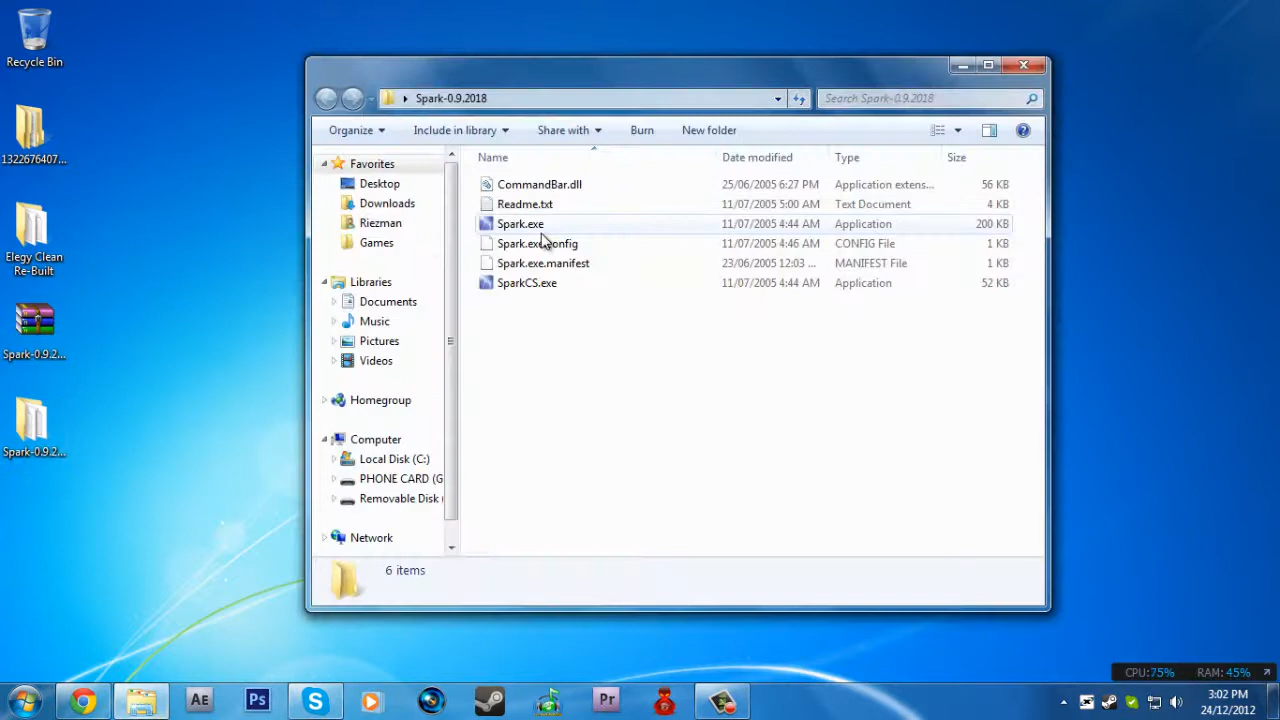 Recycle Bin
1322676407...
Elegy Clean
Re-Built
Spark-0.9.2...
Spark-0.9.2...
Spark-0.9.2018
Search Spark-0.9.2018
Organize
Include in library
Share with
Burn
New folder
Favorites
Desktop
Downloads
Riezman
Games
Libraries
Documents
Music
Pictures
Videos
Homegroup
Computer
Local Disk (C:)
PHONE CARD (G
Removable Disk (
Network
Name Date modified Type Size
CommandBar.dll 25/06/2005 6:27 PM Application extens... 56 KB
Readme.txt 11/07/2005 5:00 AM Text Document 4 KB
Spark.exe 11/07/2005 4:44 AM Application 200 KB
Spark.exe.config 11/07/2005 4:46 AM CONFIG File 1 KB
Spark.exe.manifest 23/06/2005 12:03 ... MANIFEST File 1 KB
SparkCS.exe 11/07/2005 4:44 AM Application 52 KB
6 items
CPU:75% RAM:45%
Ae
Ps
Pr
3:02 PM
24/12/2012